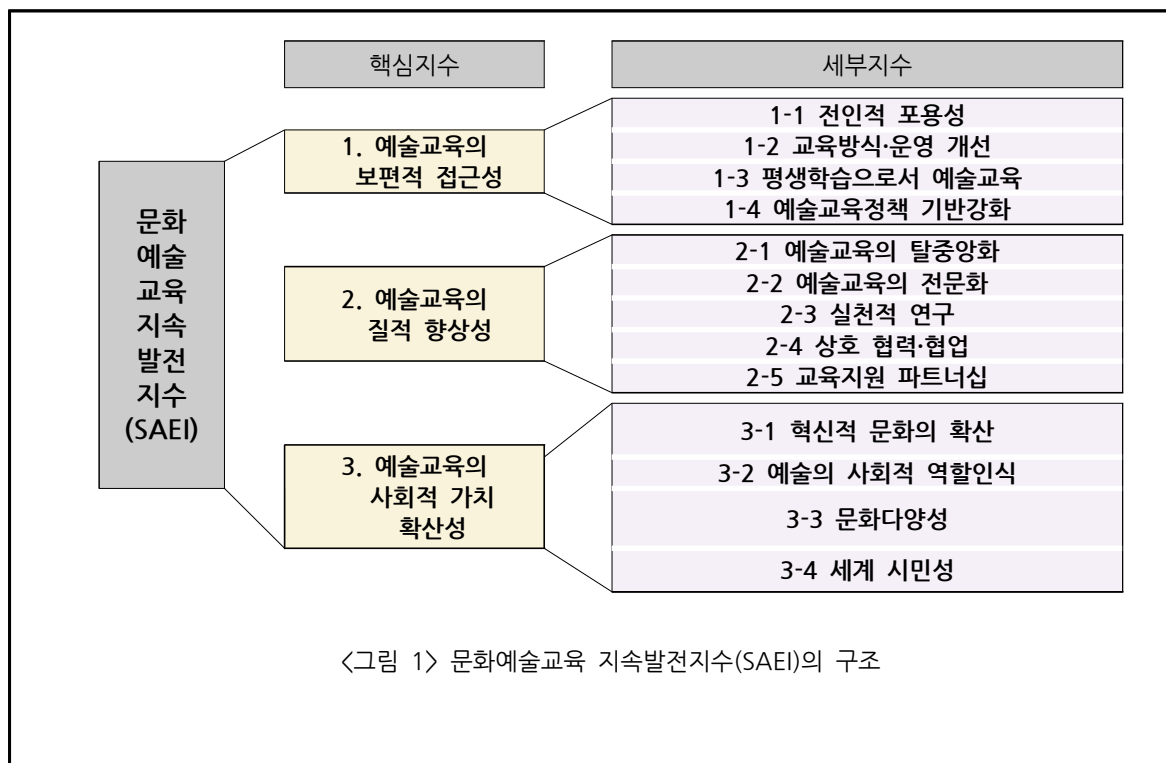 핵심지수
세부지수
문화
예술
교육
지속
발전
지수
(SAEI)
1. 예술교육의
보편적 접근성
1-1 전인적 포용성
1-2 교육방식·운영 개선
1-3 평생학습으로서 예술교육
1-4 예술교육정책 기반강화
2. 예술교육의
질적 향상성
2-1 예술교육의 탈중앙화
2-2 예술교육의 전문화
2-3 실천적 연구
2-4 상호 협력·협업
2-5 교육지원 파트너십
3. 예술교육의
사회적 가치
확산성
3-1 혁신적 문화의 확산
3-2 예술의 사회적 역할인식
3-3 문화다양성
3-4 세계 시민성
〈그림 1〉 문화예술교육 지속발전지수(SAEI)의 구조